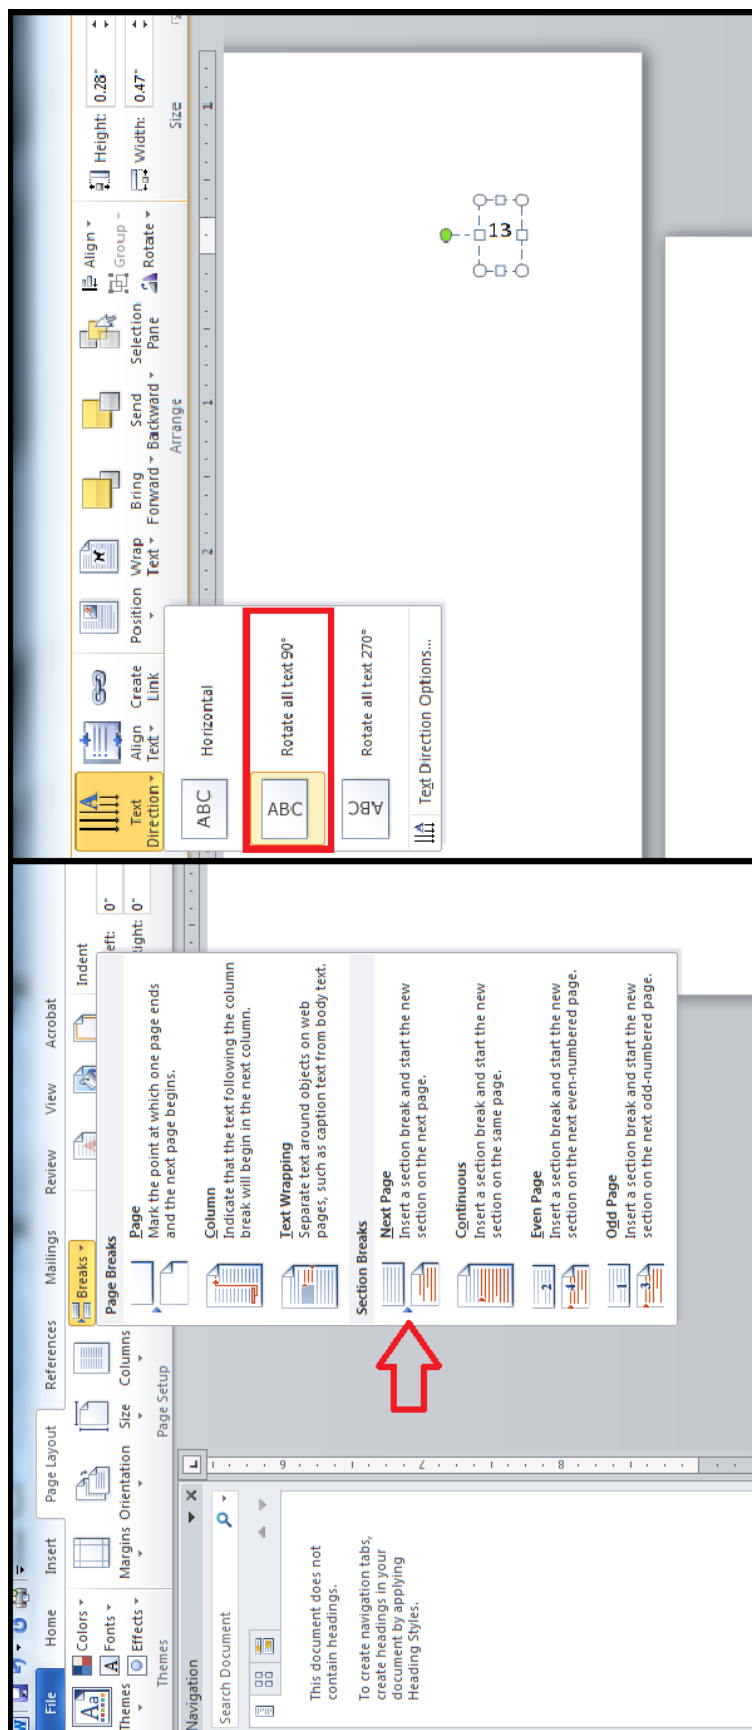 File
Home
Insert
Page Layout
References
Mailings
Review
View
Acrobat
Aa
Themes
Colors
Fonts
Effects
Themes
Margins
Orientation
Size
Columns
Breaks
Page Setup
Indent
eft: 0"
ight: 0"
Page Breaks
Page
Mark the point at which one page ends
and the next page begins.
Column
Indicate that the text following the column
break will begin in the next column.
Text Wrapping
Separate text around objects on web
pages, such as caption text from body text.
Section Breaks
Next Page
Insert a section break and start the new
section on the next page.
Continuous
Insert a section break and start the new
section on the same page.
Even Page
Insert a section break and start the new
section on the next even-numbered page.
Odd Page
Insert a section break and start the new
section on the next odd-numbered page.
Navigation
Search Document
This document does not
contain headings.
To create navigation tabs,
create headings in your
document by applying
Heading Styles.
6
7
8
Text
Direction
Align
Text
Create
Link
Position
Wrap
Text
Bring
Forward
Send
Backward
Selection
Pane
Align
Group
Rotate
Arrange
Height: 0.28"
Width: 0.47"
Size
ABC Horizontal
ABC Rotate all text 90°
ABC Rotate all text 270°
Text Direction Options...
2
1
1
13